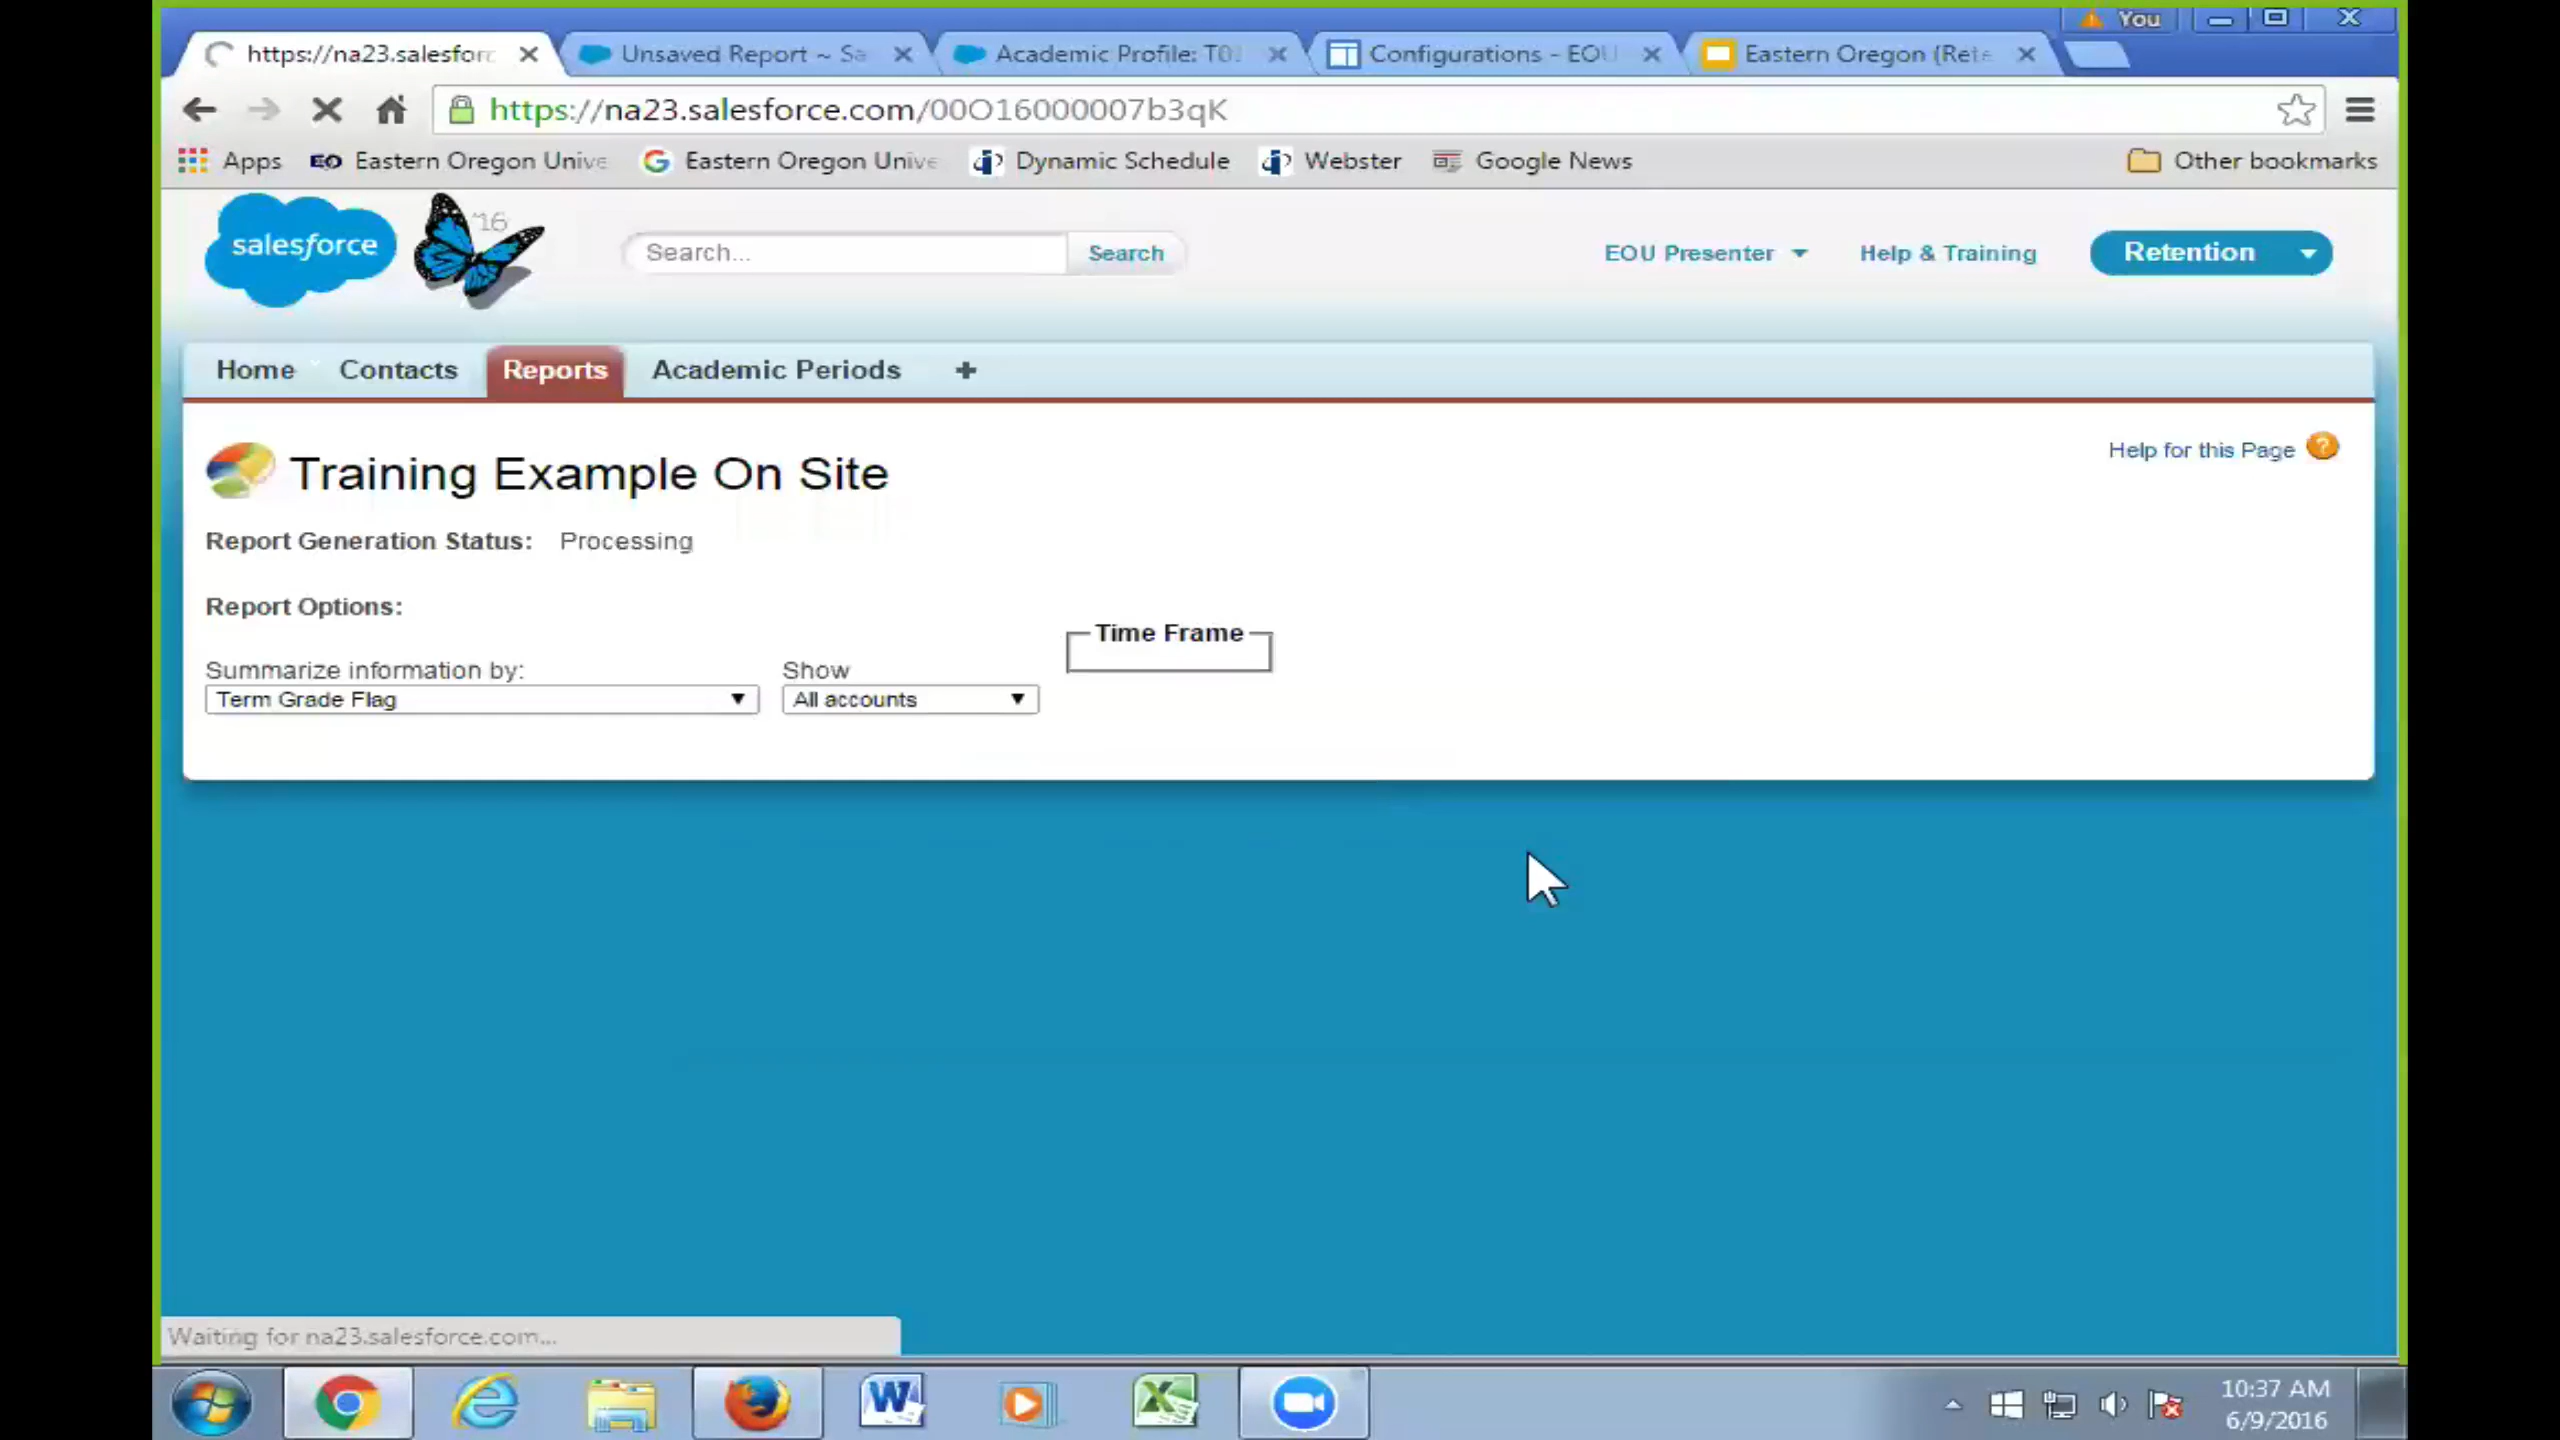 You
https://na23.salesforc
Unsaved Report ~ Sa
Academic Profile: T0
Configurations - EOU
Eastern Oregon (Rete
https://na23.salesforce.com/00O16000007b3qK
Apps
EO Eastern Oregon Unive
Eastern Oregon Unive
Dynamic Schedule
Webster
Google News
Other bookmarks
salesforce
'16
Search...
Search
EOU Presenter
Help & Training
Retention
Home
Contacts
Reports
Academic Periods
+
Training Example On Site
Help for this Page
Report Generation Status: Processing
Report Options:
Time Frame
Summarize information by:
Show
Term Grade Flag
All accounts
Waiting for na23.salesforce.com...
10:37 AM
6/9/2016